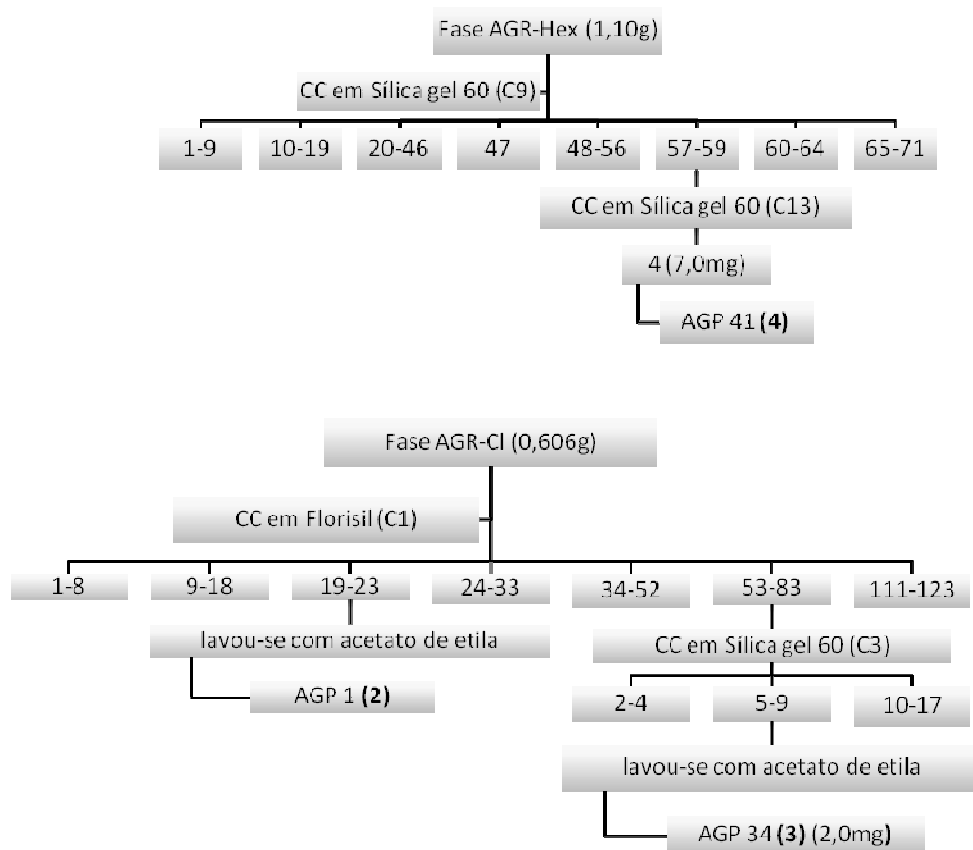 Fase AGR-Hex (1,10g)
CC em Sílica gel 60 (C9)
1-9 10-19 20-46 47 48-56 57-59 60-64 65-71
CC em Sílica gel 60 (C13)
4 (7,0mg)
AGP 41 (4)
Fase AGR-Cl (0,606g)
CC em Florisil (C1)
1-8 9-18 19-23 24-33 34-52 53-83 111-123
lavou-se com acetato de etila
CC em Sílica gel 60 (C3)
AGP 1 (2)
2-4 5-9 10-17
lavou-se com acetato de etila
AGP 34 (3) (2,0mg)